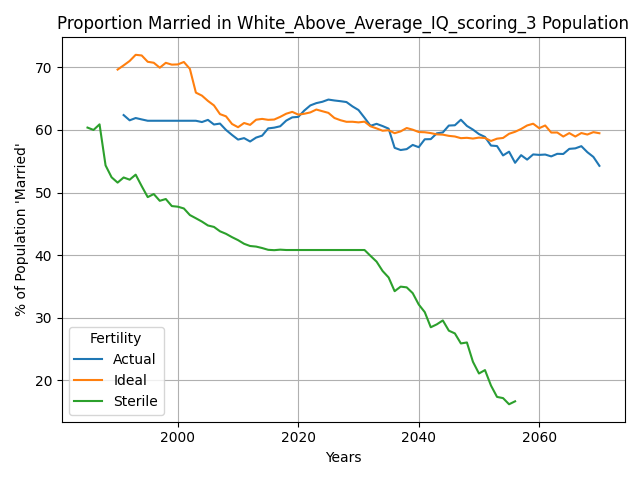 Proportion Married in White_Above_Average_IQ_scoring_3 Population
% of Population 'Married'
70
60
50
40
30
20
Fertility
Actual
Ideal
Sterile
2000
2020
2040
2060
Years